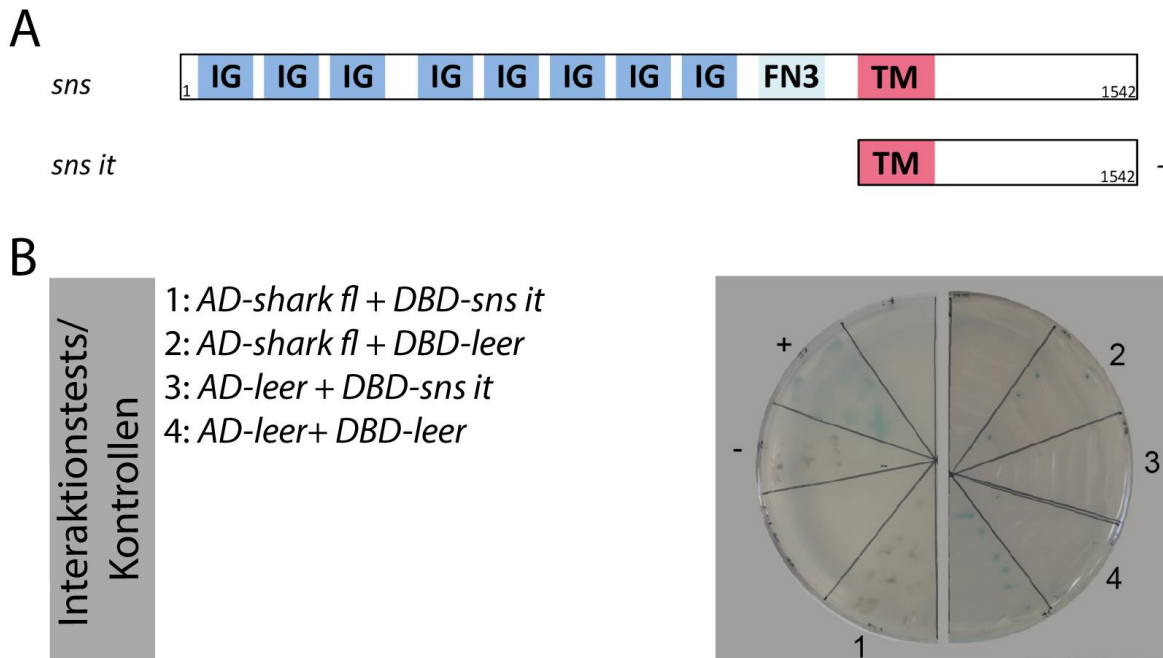 A
sns
1 IG IG IG IG IG IG IG IG FN3 TM 1542
sns it
TM 1542 -
B
Interaktionstests/
Kontrollen
1: AD-shark fl + DBD-sns it
2: AD-shark fl + DBD-leer
3: AD-leer + DBD-sns it
4: AD-leer+ DBD-leer
+
-
1
2
3
4